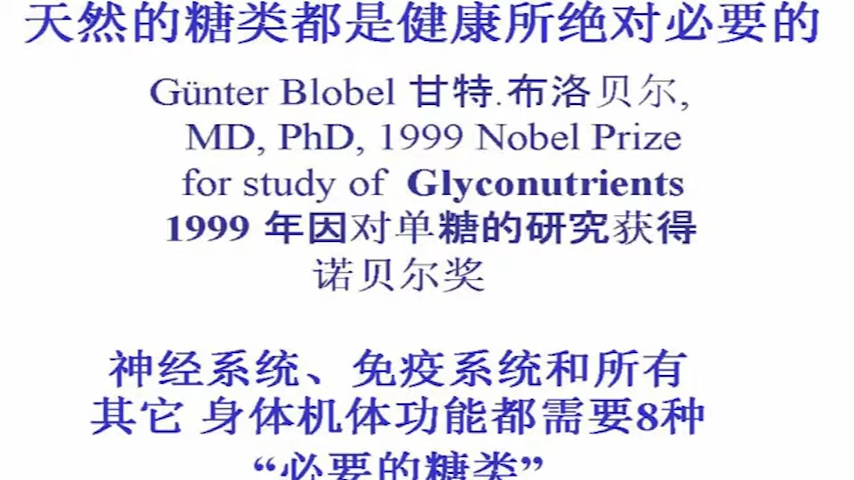 天然的糖类都是健康所绝对必要的
Günter Blobel 甘特.布洛贝尔,
MD, PhD, 1999 Nobel Prize
for study of Glyconutrients
1999 年因对单糖的研究获得
诺贝尔奖
神经系统、免疫系统和所有
其它 身体机体功能都需要8种
“必要的糖类”